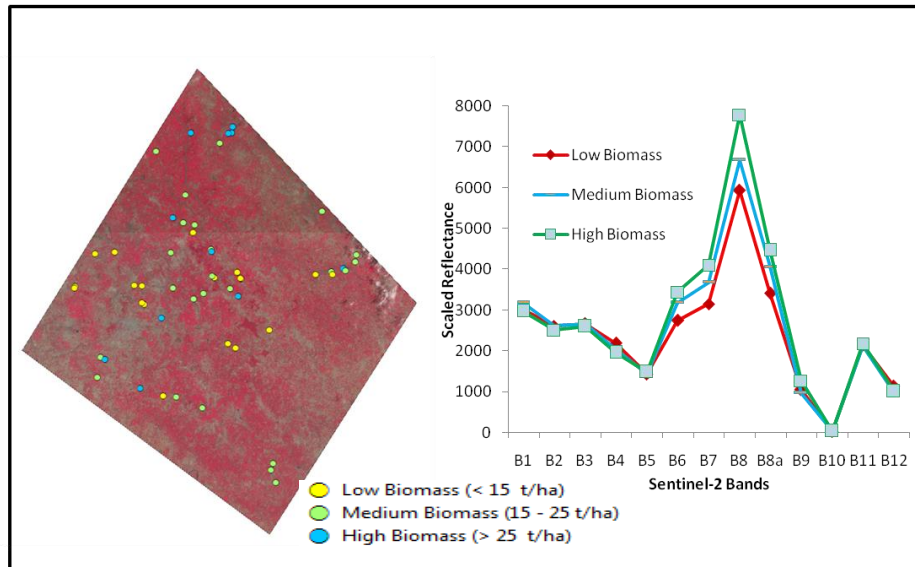 8000
7000
6000
5000
4000
3000
2000
1000
0
Scaled Reflectance
Low Biomass
Medium Biomass
High Biomass
B1 B2 B3 B4 B5 B6 B7 B8 B8a B9 B10 B11 B12
Sentinel-2 Bands
Low Biomass (< 15 t/ha)
Medium Biomass (15 - 25 t/ha)
High Biomass (> 25 t/ha)